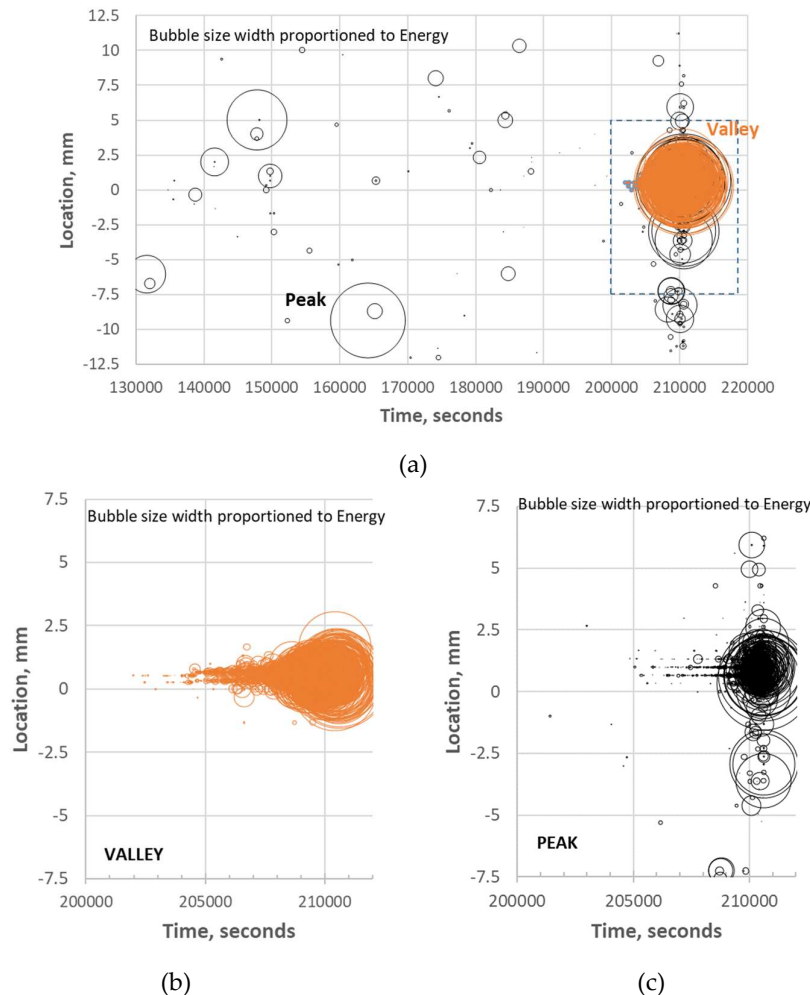 Bubble size width proportioned to Energy
12.5
10
7.5
5
2.5
0
-2.5
-5
-7.5
-10
-12.5
Location, mm
Valley
Peak
130000 140000 150000 160000 170000 180000 190000 200000 210000 220000
Time, seconds
(a)
7.5
Bubble size width proportioned to Energy
5
2.5
0
-2.5
-5
-7.5
Location, mm
VALLEY
200000 205000 210000
Time, seconds
(b)
7.5
Bubble size width proportioned to Energy
5
2.5
0
-2.5
-5
-7.5
Location, mm
PEAK
200000 205000 210000
Time, seconds
(c)